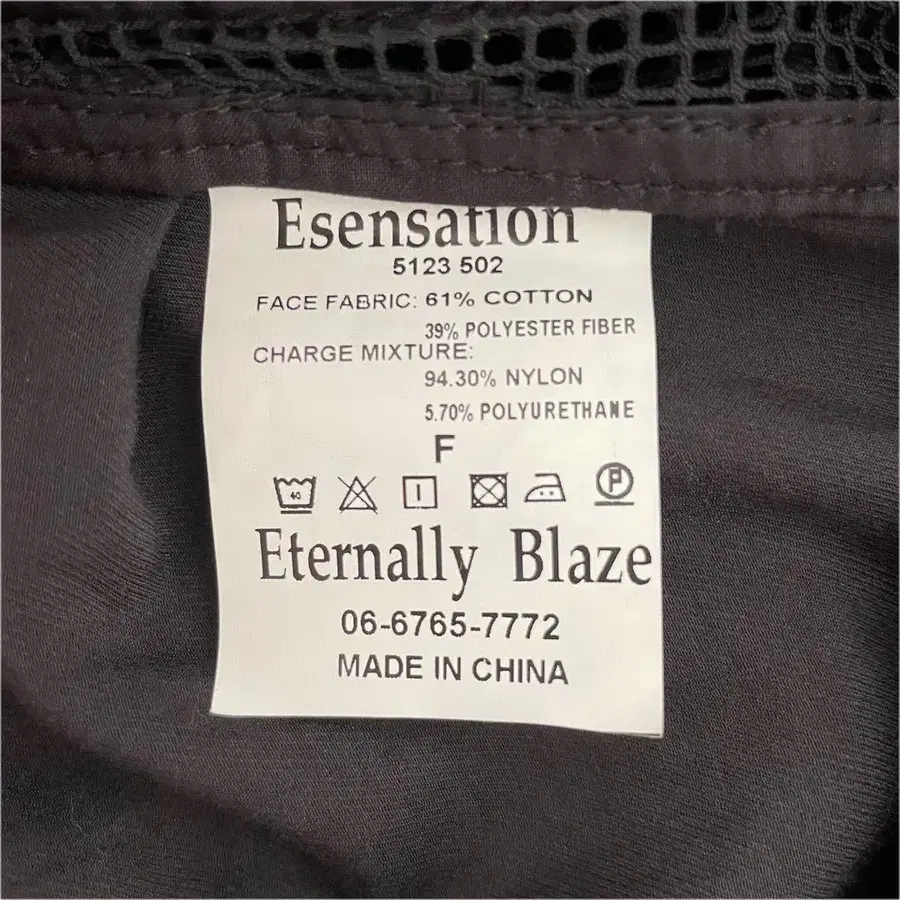 Esensation
5123 502
FACE FABRIC: 61% COTTON
39% POLYESTER FIBER
CHARGE MIXTURE:
94.30% NYLON
5.70% POLYURETHANE
F
40 P
Eternally Blaze
06-6765-7772
MADE IN CHINA